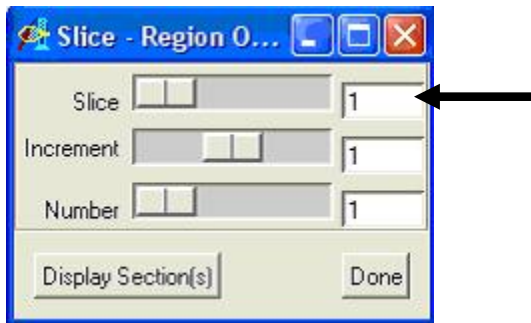 Slice - Region O...
Slice 1
Increment 1
Number 1
Display Section(s) Done